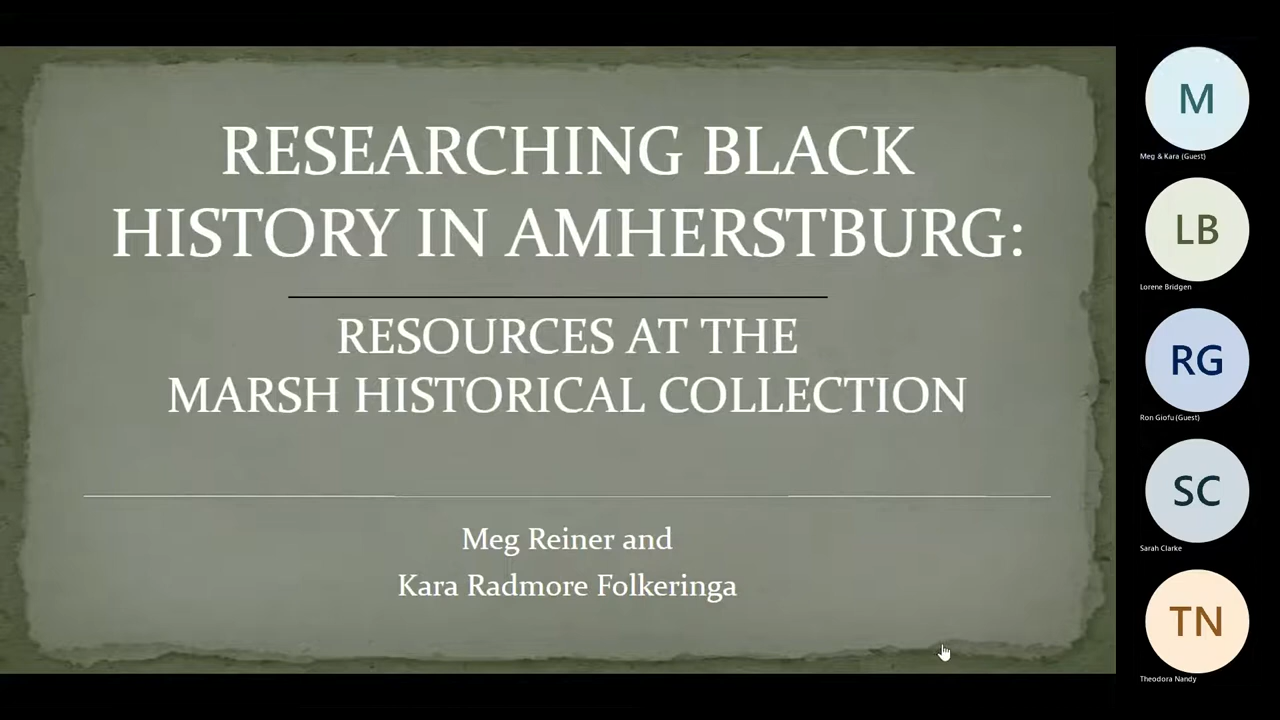 RESEARCHING BLACK
HISTORY IN AMHERSTBURG:
RESOURCES AT THE
MARSH HISTORICAL COLLECTION
Meg Reiner and
Kara Radmore Folkeringa
M
Meg & Kara (Guest)
LB
Lorene Bridgen
RG
Ron Giofu (Guest)
SC
Sarah Clarke
TN
Theodora Nandy